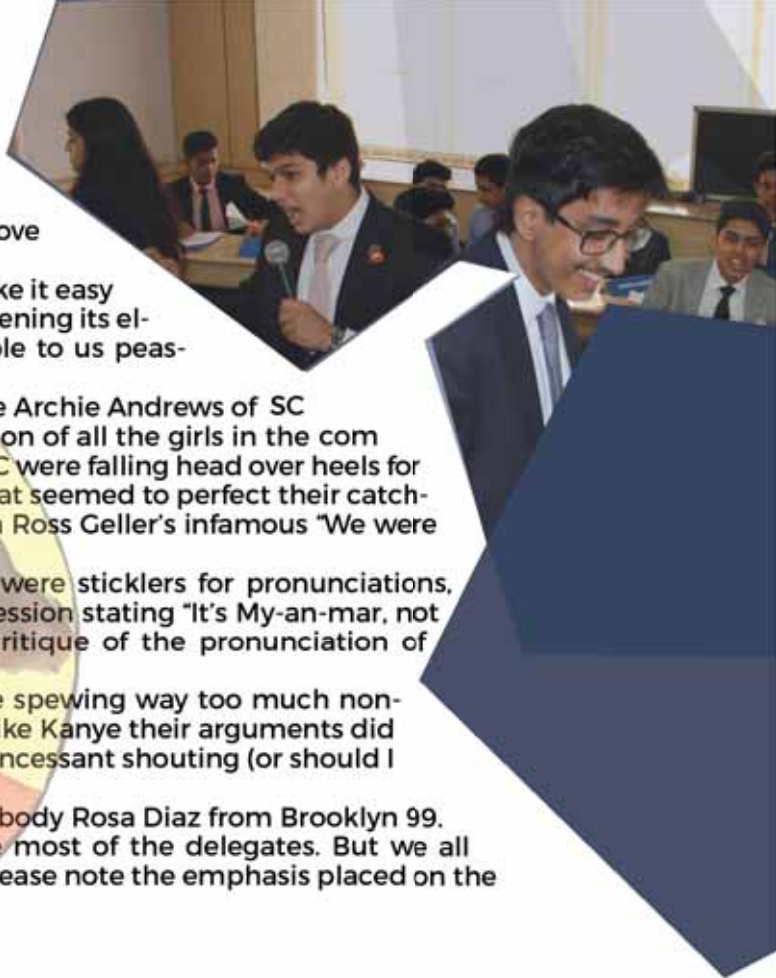 ove
ke it easy
ening its el-
le to us peas-
e Archie Andrews of SC
on of all the girls in the com
C were falling head over heels for
at seemed to perfect their catch-
n Ross Geller's infamous "We were
were sticklers for pronunciations,
ession stating "It's My-an-mar, not
ritique of the pronunciation of
e spewing way too much non-
ike Kanye their arguments did
ncessant shouting (or should I
body Rosa Diaz from Brooklyn 99.
e most of the delegates. But we all
ease note the emphasis placed on the